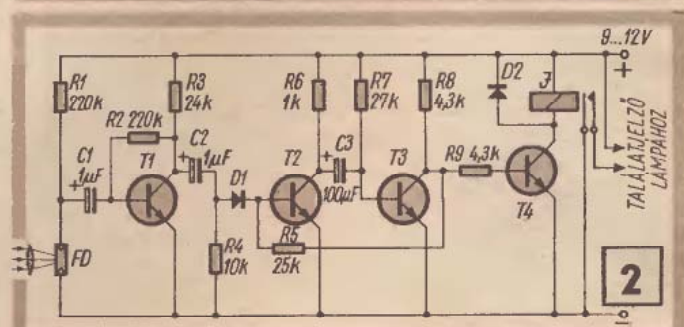 9...12V
+
R1
220k
R3
24k
R6
1k
R7
27k
R8
4,3k
D2
J
R2 220k
C1
1µF
T1
C2
1µF
D1
T2
C3
100µF
T3
R9 4,3k
T4
TALÁLATJELZŐ
LÁMPÁHOZ
FD
R4
10k
R5
25k
2
−